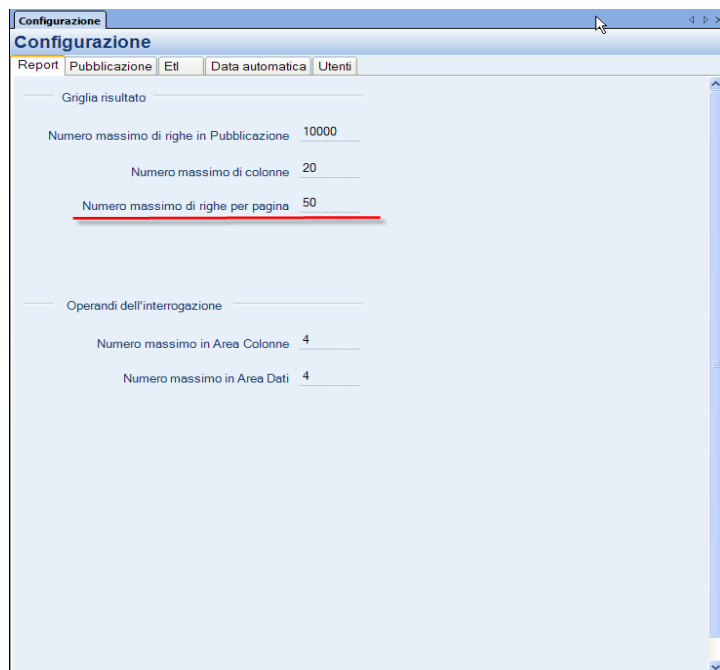 Configurazione
Configurazione
Report Pubblicazione Etl Data automatica Utenti
Griglia risultato
Numero massimo di righe in Pubblicazione 10000
Numero massimo di colonne 20
Numero massimo di righe per pagina 50
Operandi dell'interrogazione
Numero massimo in Area Colonne 4
Numero massimo in Area Dati 4